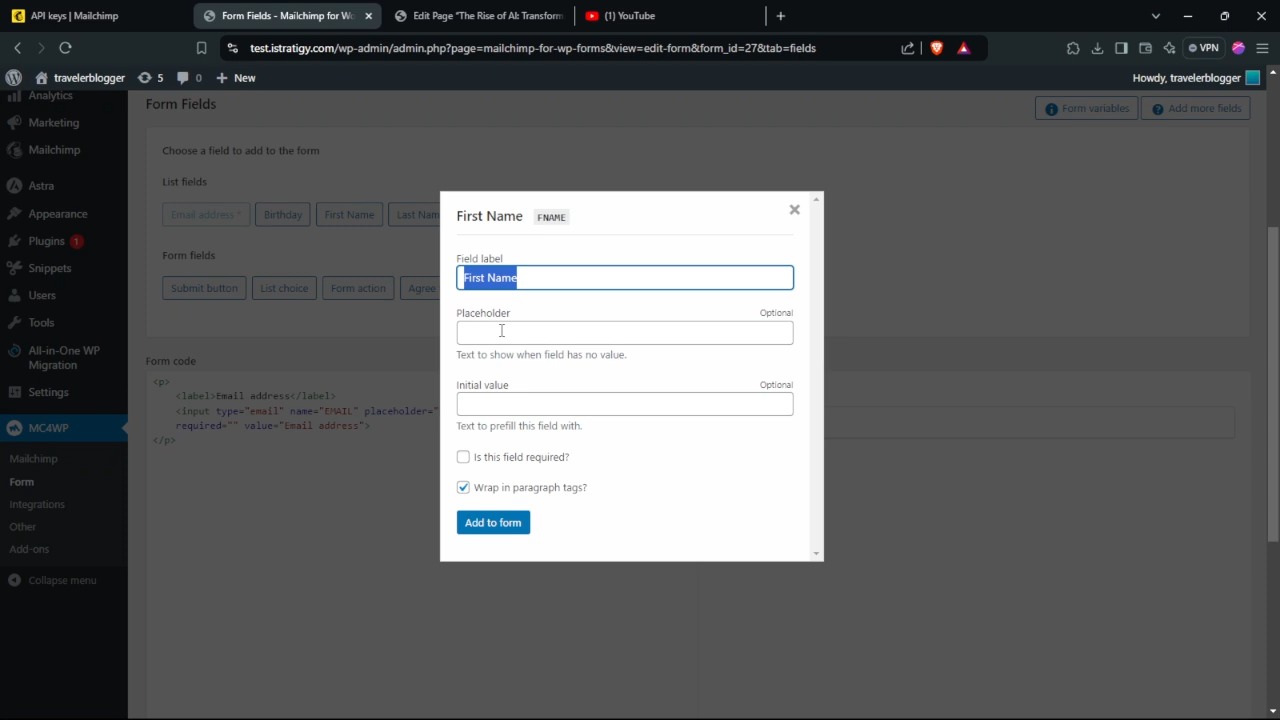 API keys | Mailchimp
Form Fields - Mailchimp for Wo
Edit Page "The Rise of AI: Transform
(1) YouTube
test.istratigy.com/wp-admin/admin.php?page=mailchimp-for-wp-forms&view=edit-form&form_id=27&tab=fields
VPN
travelerblogger
5
0
New
Howdy, travelerblogger
Analytics
Marketing
Mailchimp
Astra
Appearance
Plugins 1
Snippets
Users
Tools
All-in-One WP
Migration
Settings
MC4WP
Mailchimp
Form
Integrations
Other
Add-ons
Collapse menu
Form Fields
Form variables
Add more fields
Choose a field to add to the form
List fields
Email address *
Birthday
First Name
Last Nam
Form fields
Submit button
List choice
Form action
Agree
Form code
<p>
<label>Email address</label>
<input type="email" name="EMAIL" placeholder="
required="" value="Email address">
</p>
First Name FNAME
Field label
First Name
Placeholder
Optional
Text to show when field has no value.
Initial value
Optional
Text to prefill this field with.
Is this field required?
Wrap in paragraph tags?
Add to form